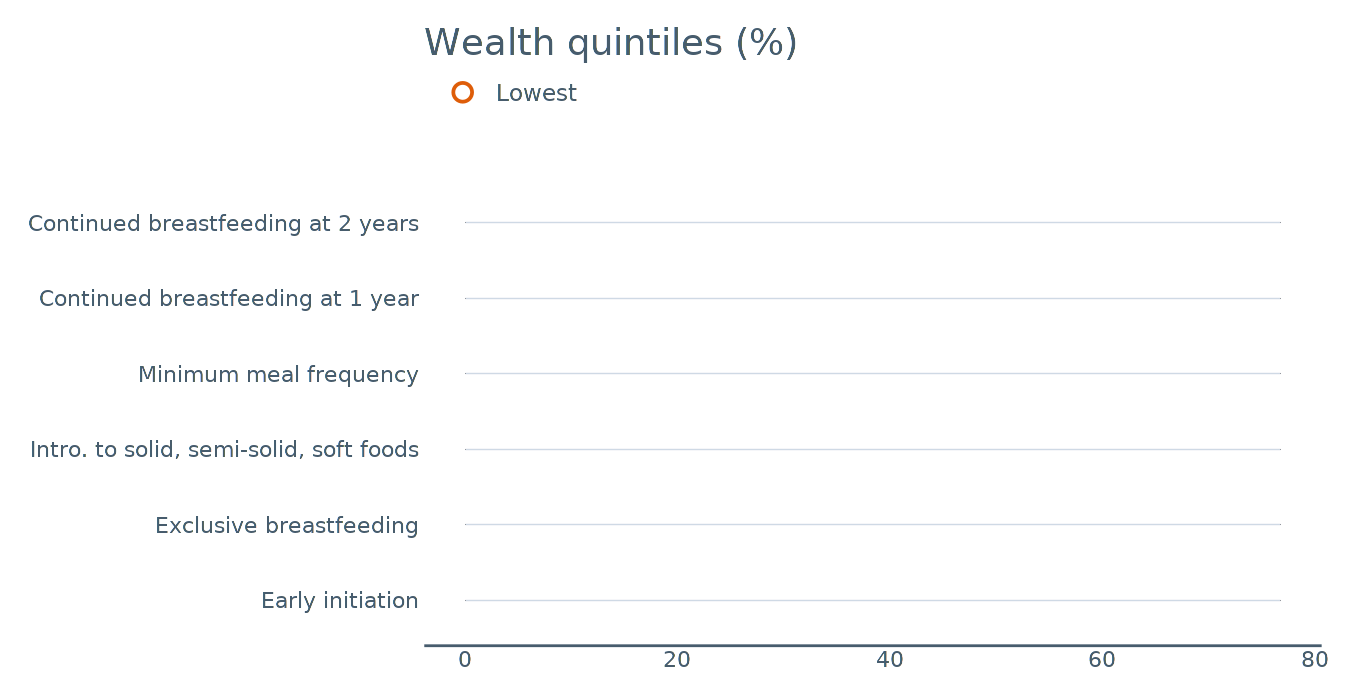 Wealth quintiles (%)
Lowest
Continued breastfeeding at 2 years
Continued breastfeeding at 1 year
Minimum meal frequency
Intro. to solid, semi-solid, soft foods
Exclusive breastfeeding
Early initiation
0 20 40 60 80